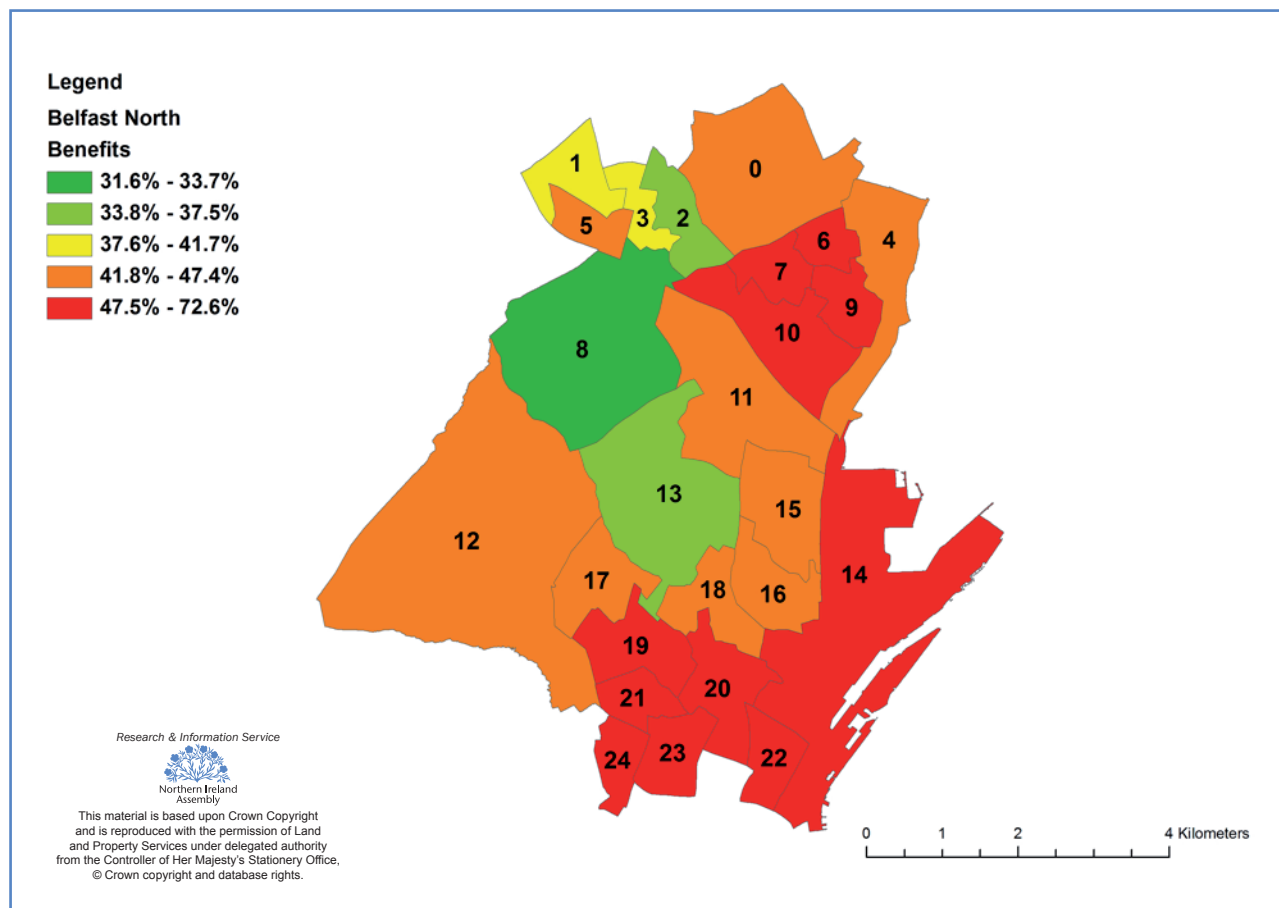 Legend
Belfast North
Benefits
31.6% - 33.7%
33.8% - 37.5%
37.6% - 41.7%
41.8% - 47.4%
47.5% - 72.6%
0
1
2
3
4
5
6
7
8
9
10
11
12
13
14
15
16
17
18
19
20
21
22
23
24
Research & Information Service
Northern Ireland
Assembly
This material is based upon Crown Copyright
and is reproduced with the permission of Land
and Property Services under delegated authority
from the Controller of Her Majesty's Stationery Office,
© Crown copyright and database rights.
0 1 2 4 Kilometers